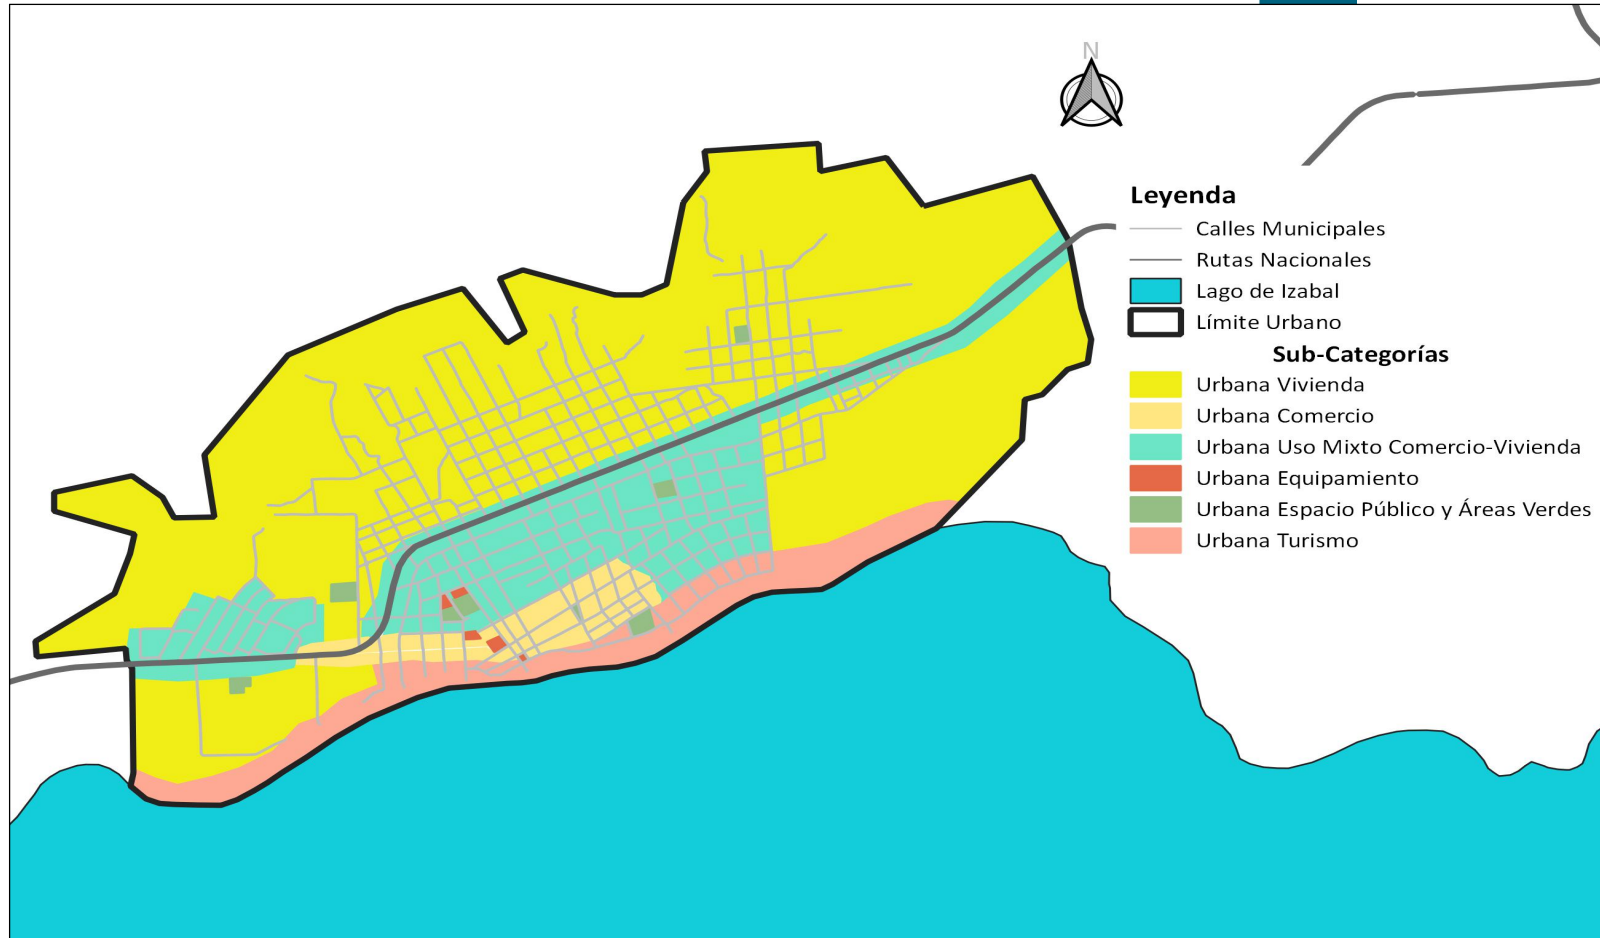 N
Leyenda
Calles Municipales
Rutas Nacionales
Lago de Izabal
Límite Urbano
Sub-Categorías
Urbana Vivienda
Urbana Comercio
Urbana Uso Mixto Comercio-Vivienda
Urbana Equipamiento
Urbana Espacio Público y Áreas Verdes
Urbana Turismo